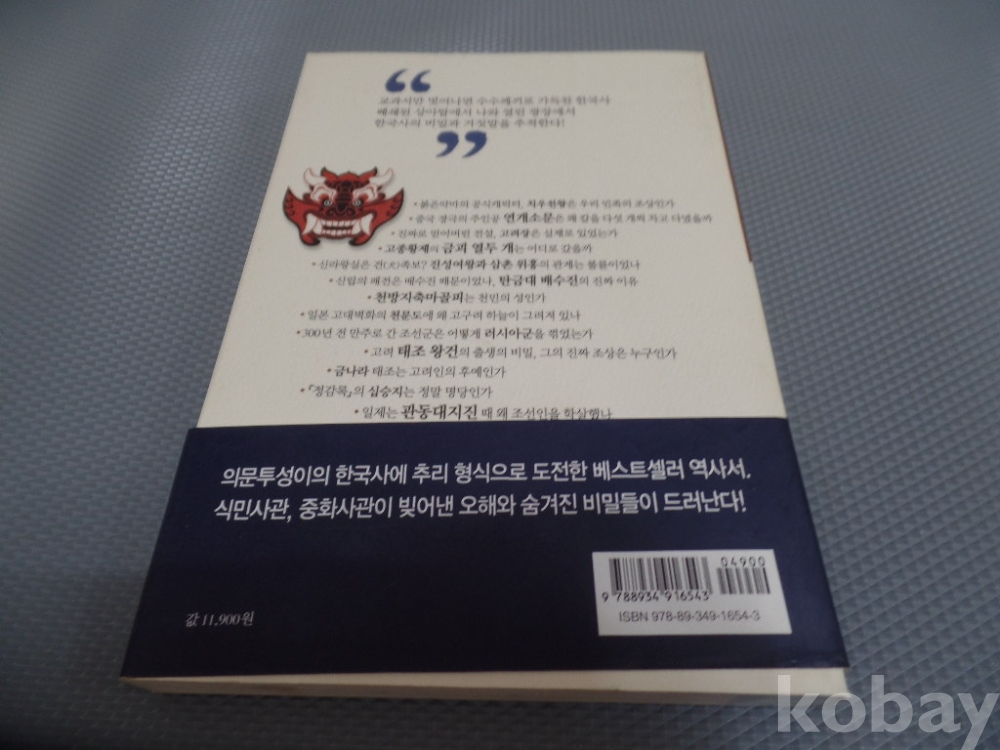 “
교과서만 벗어나면 수수께끼로 가득한 한국사
폐쇄된 상아탑에서 나와 열린 광장에서
한국사의 비밀과 거짓말을 추적한다!
”
• 붉은악마의 공식캐릭터, 치우천왕은 우리 민족의 조상인가
• 중국 경극의 주인공 연개소문은 왜 칼을 다섯 개씩 차고 다녔을까
• 진짜로 믿어버린 전설, 고려장은 실제로 있었는가
• 고종황제의 금괴 열두 개는 어디로 갔을까
• 신라왕실은 견(犬)족보? 진성여왕과 삼촌 위홍의 관계는 불륜이었나
• 신립의 패전은 배수진 때문이었나, 탄금대 배수진의 진짜 이유
• 천방지축마골피는 천민의 성인가
• 일본 고대벽화의 천문도에 왜 고구려 하늘이 그려져 있나
• 300년 전 만주로 간 조선군은 어떻게 러시아군을 꺾었는가
• 고려 태조 왕건의 출생의 비밀, 그의 진짜 조상은 누구인가
• 금나라 태조는 고려인의 후예인가
• 『정감록』의 십승지는 정말 명당인가
• 일제는 관동대지진 때 왜 조선인을 학살했나
의문투성이의 한국사에 추리 형식으로 도전한 베스트셀러 역사서.
식민사관, 중화사관이 빚어낸 오해와 숨겨진 비밀들이 드러난다!
04900
9 788934 916543
ISBN 978-89-349-1654-3
값 11,900원
kobay